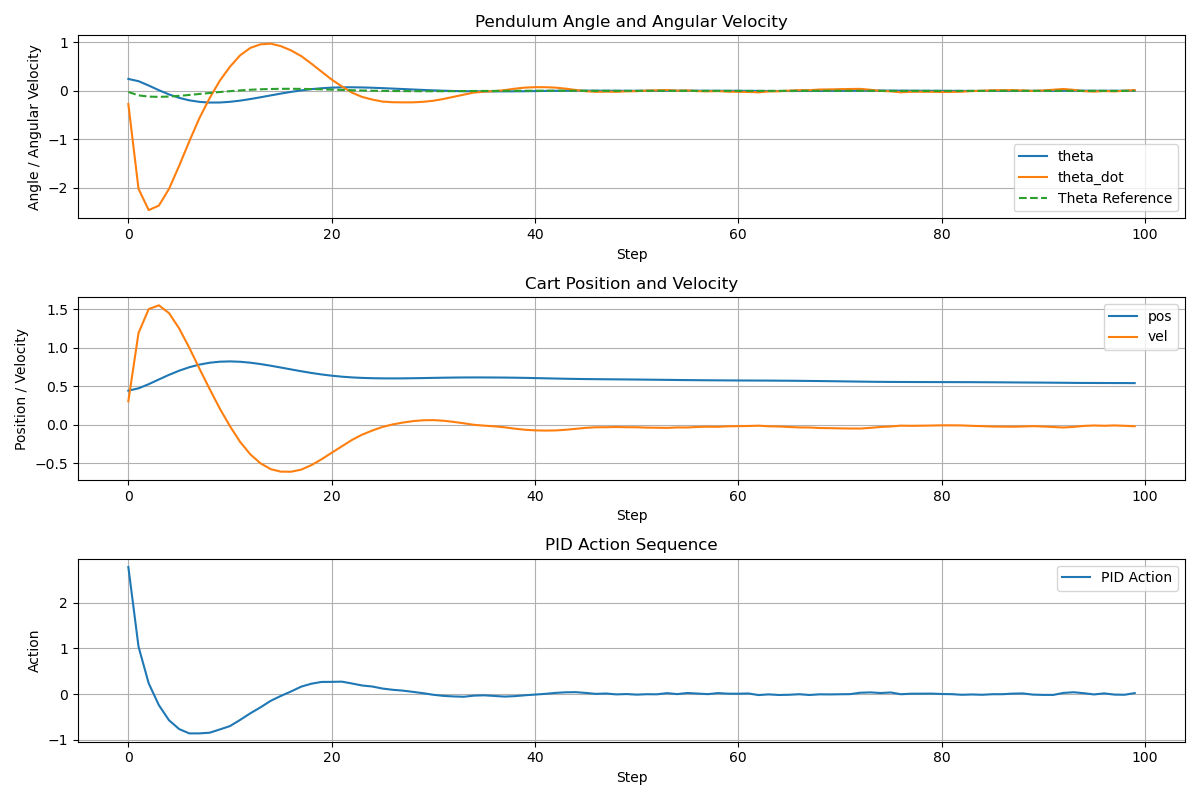 Pendulum Angle and Angular Velocity
Angle / Angular Velocity
1
0
−1
−2
theta
theta_dot
Theta Reference
0 20 40 60 80 100
Step
Cart Position and Velocity
Position / Velocity
1.5
1.0
0.5
0.0
−0.5
pos
vel
0 20 40 60 80 100
Step
PID Action Sequence
Action
2
1
0
−1
PID Action
0 20 40 60 80 100
Step